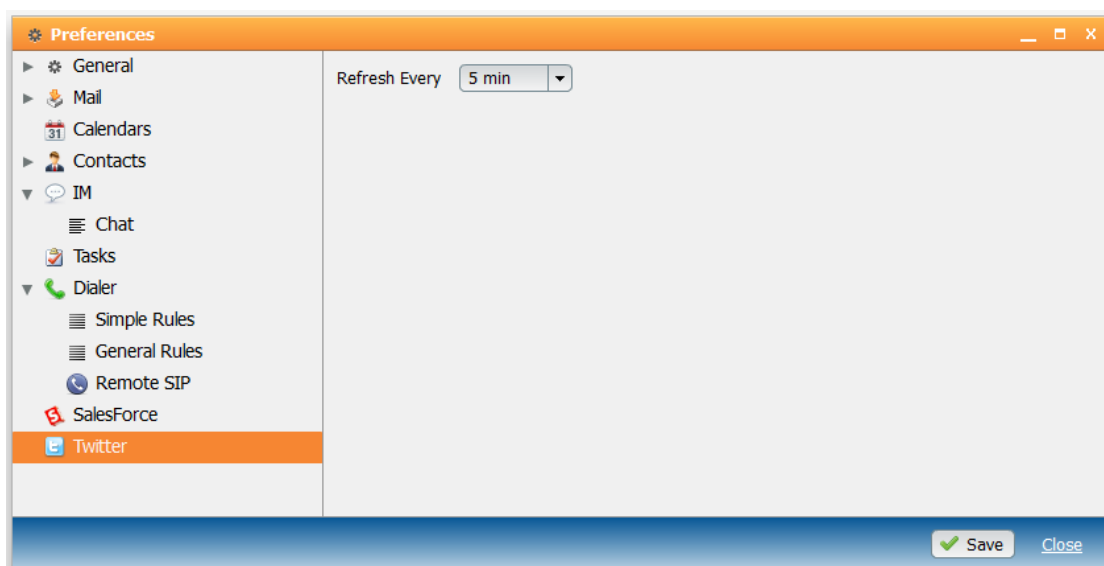 Preferences
General
Mail
31 Calendars
Contacts
IM
Chat
Tasks
Dialer
Simple Rules
General Rules
Remote SIP
SalesForce
Twitter
Refresh Every 5 min
Save Close